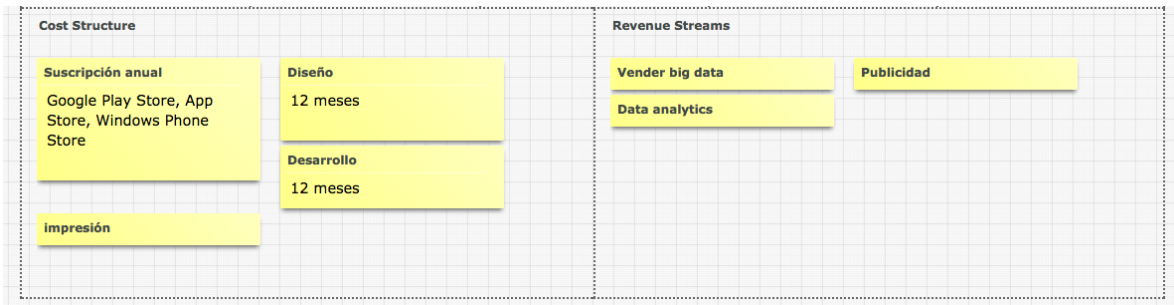 Cost Structure
Suscripción anual
Google Play Store, App
Store, Windows Phone
Store
impresión
Diseño
12 meses
Desarrollo
12 meses
Revenue Streams
Vender big data
Data analytics
Publicidad